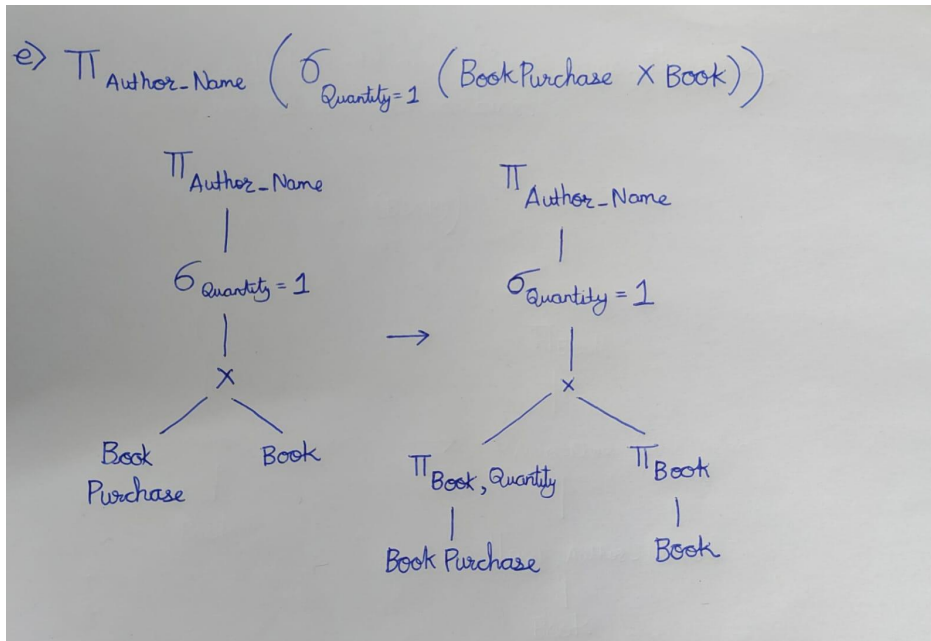 e) π Author_Name (σ Quantity=1 (BookPurchase X Book))
π Author_Name
σ Quantity = 1
X
Book Purchase
Book
→
π Author_Name
σ Quantity = 1
x
π Book, Quantity
Book Purchase
π Book
Book